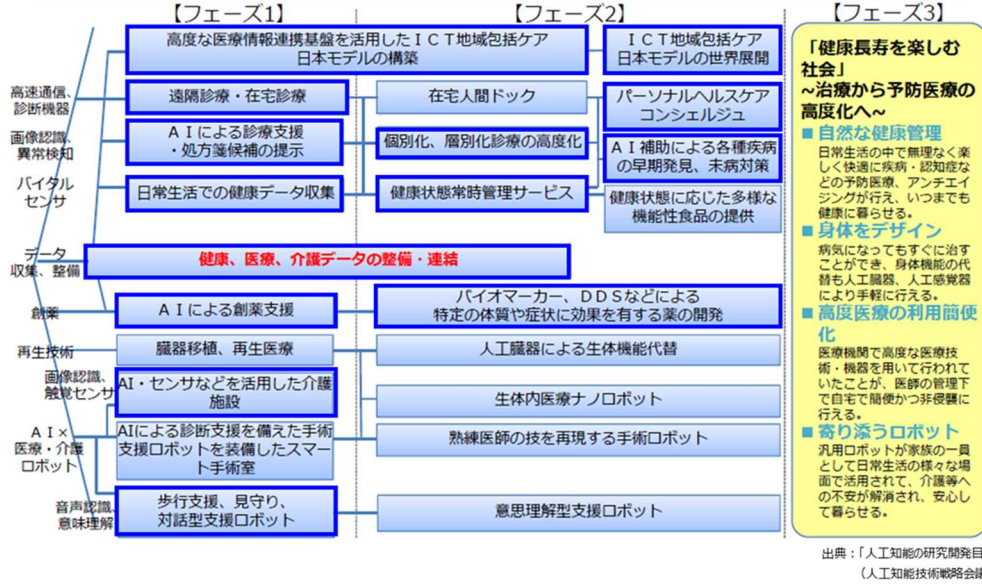 【フェーズ1】
【フェーズ2】
【フェーズ3】
高度な医療情報連携基盤を活用したＩＣＴ地域包括ケア
日本モデルの構築
ＩＣＴ地域包括ケア
日本モデルの世界展開
高速通信、
診断機器
遠隔診療・在宅診療
在宅人間ドック
パーソナルヘルスケア
コンシェルジュ
画像認識、
異常検知
ＡＩによる診療支援
・処方箋候補の提示
個別化、層別化診療の高度化
ＡＩ補助による各種疾病
の早期発見、未病対策
バイタル
センサ
日常生活での健康データ収集
健康状態常時管理サービス
健康状態に応じた多様な
機能性食品の提供
データ
収集、整備
健康、医療、介護データの整備・連結
創薬
ＡＩによる創薬支援
バイオマーカー、ＤＤＳなどによる
特定の体質や症状に効果を有する薬の開発
再生技術
臓器移植、再生医療
人工臓器による生体機能代替
画像認識、
触覚センサ
AI・センサなどを活用した介護
施設
生体内医療ナノロボット
ＡＩ×
医療・介護
ロボット
AIによる診断支援を備えた手術
支援ロボットを装備したスマー
ト手術室
熟練医師の技を再現する手術ロボット
音声認識、
意味理解
歩行支援、見守り、
対話型支援ロボット
意思理解型支援ロボット
「健康長寿を楽しむ
社会」
~治療から予防医療の
高度化へ~
■ 自然な健康管理
日常生活の中で無理なく楽
しく快適に疾病・認知症な
どの予防医療、アンチエイ
ジングが行え、いつまでも
健康に暮らせる。
■ 身体をデザイン
病気になってもすぐに治す
ことができ、身体機能の代
替も人工臓器、人工感覚器
により手軽に行える。
■ 高度医療の利用簡便
化
医療機関で高度な医療技
術・機器を用いて行われて
いたことが、医師の管理下
で自宅で簡便かつ非侵襲に
行える。
■ 寄り添うロボット
汎用ロボットが家族の一員
として日常生活の様々な場
面で活用されて、介護等へ
の不安が解消され、安心し
て暮らせる。
出典：「人工知能の研究開発目
（人工知能技術戦略会議